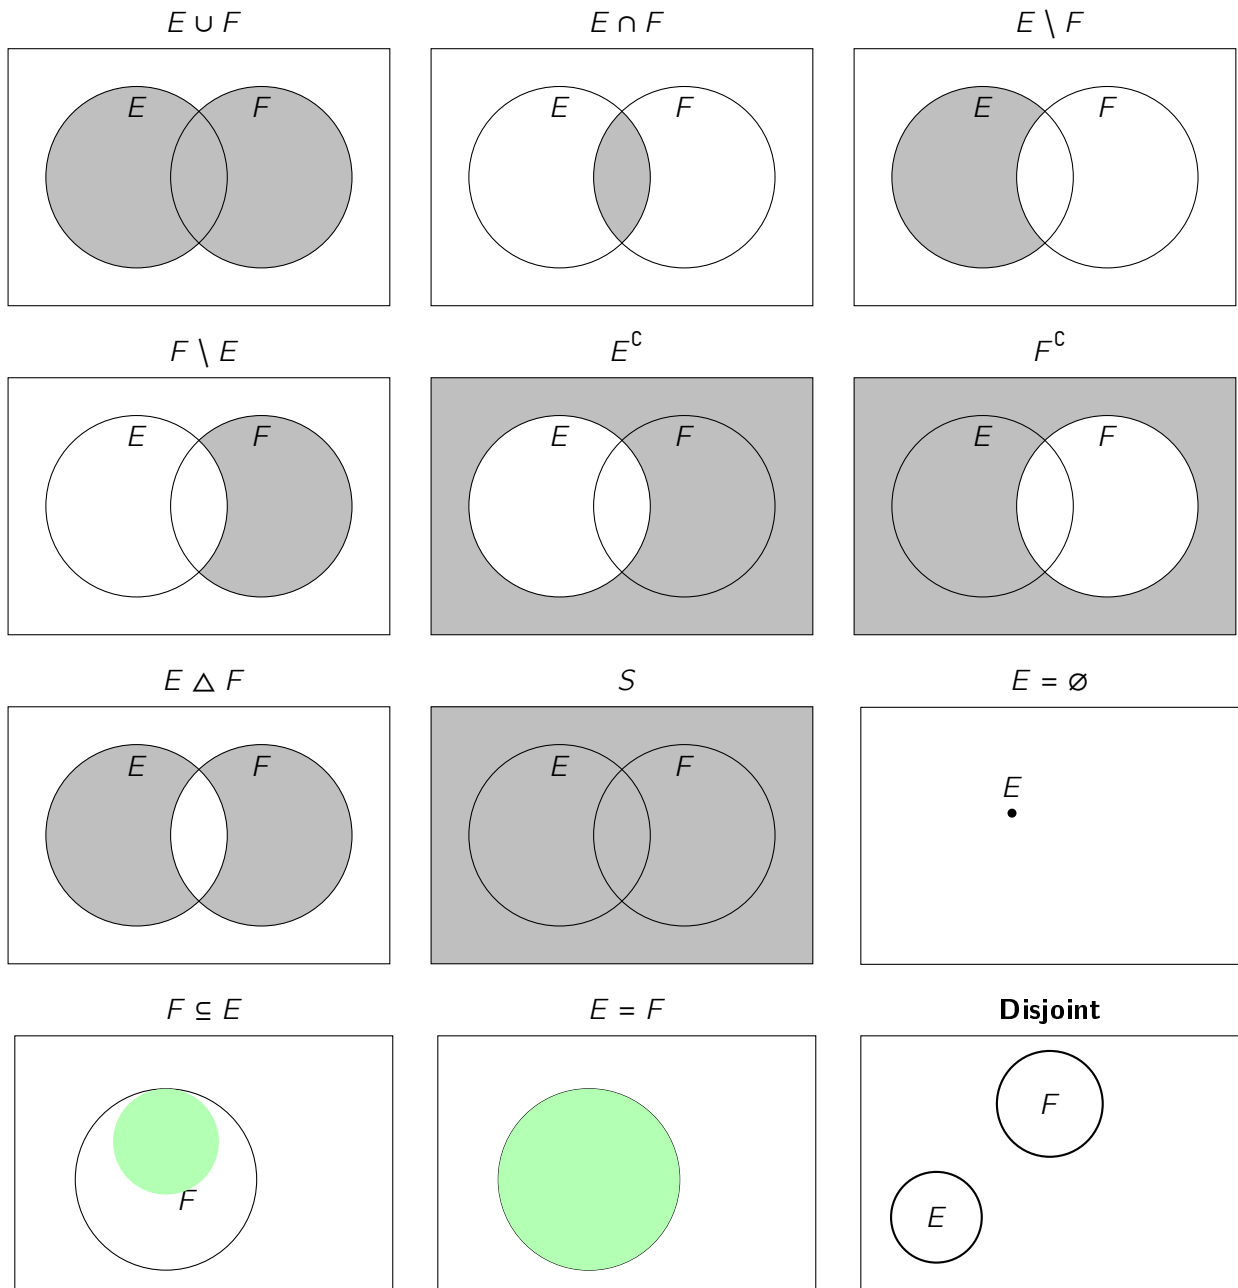 E ∪ F
E ∩ F
E \ F
E F
E F
E F
F \ E
E^∁
F^∁
E F
E F
E F
E △ F
S
E = ∅
E F
E F
E
F ⊆ E
E = F
Disjoint
F
F
E